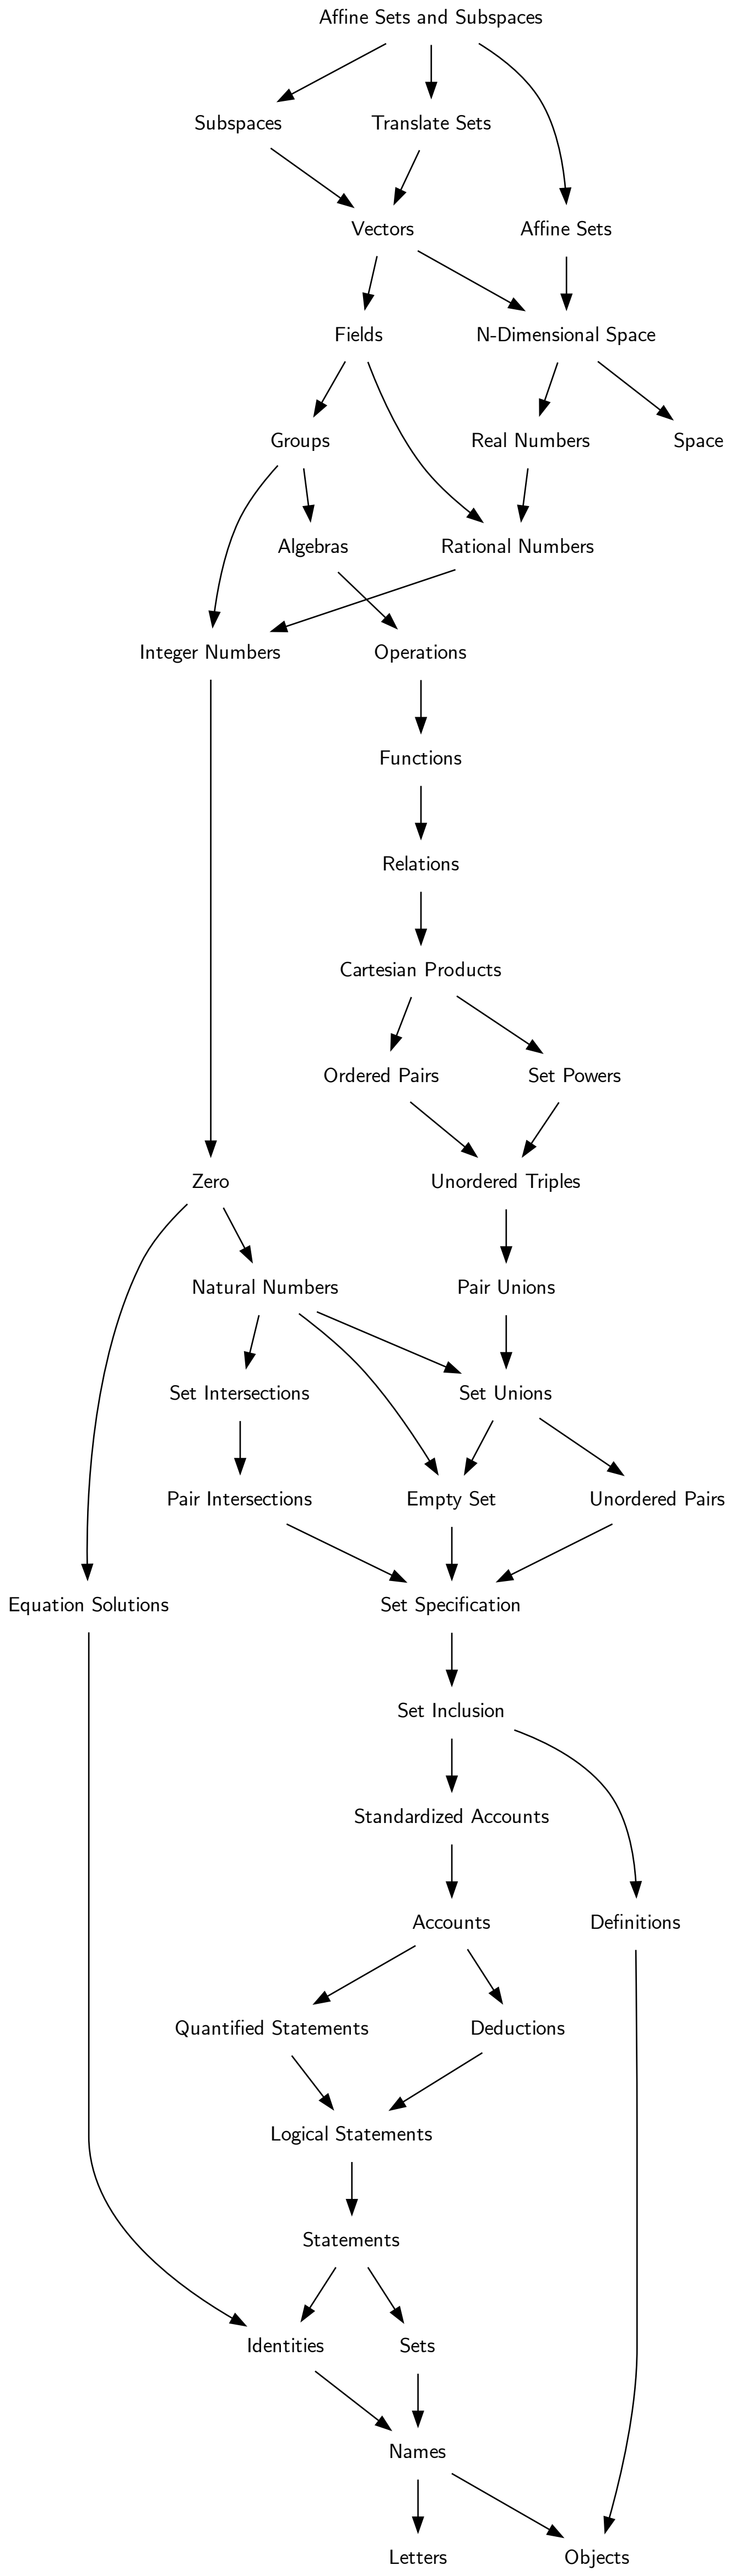 Affine Sets and Subspaces
Subspaces
Translate Sets
Vectors
Affine Sets
Fields
N-Dimensional Space
Groups
Real Numbers
Space
Algebras
Rational Numbers
Integer Numbers
Operations
Functions
Relations
Cartesian Products
Ordered Pairs
Set Powers
Zero
Unordered Triples
Natural Numbers
Pair Unions
Set Intersections
Set Unions
Pair Intersections
Empty Set
Unordered Pairs
Equation Solutions
Set Specification
Set Inclusion
Standardized Accounts
Accounts
Definitions
Quantified Statements
Deductions
Logical Statements
Statements
Identities
Sets
Names
Letters
Objects